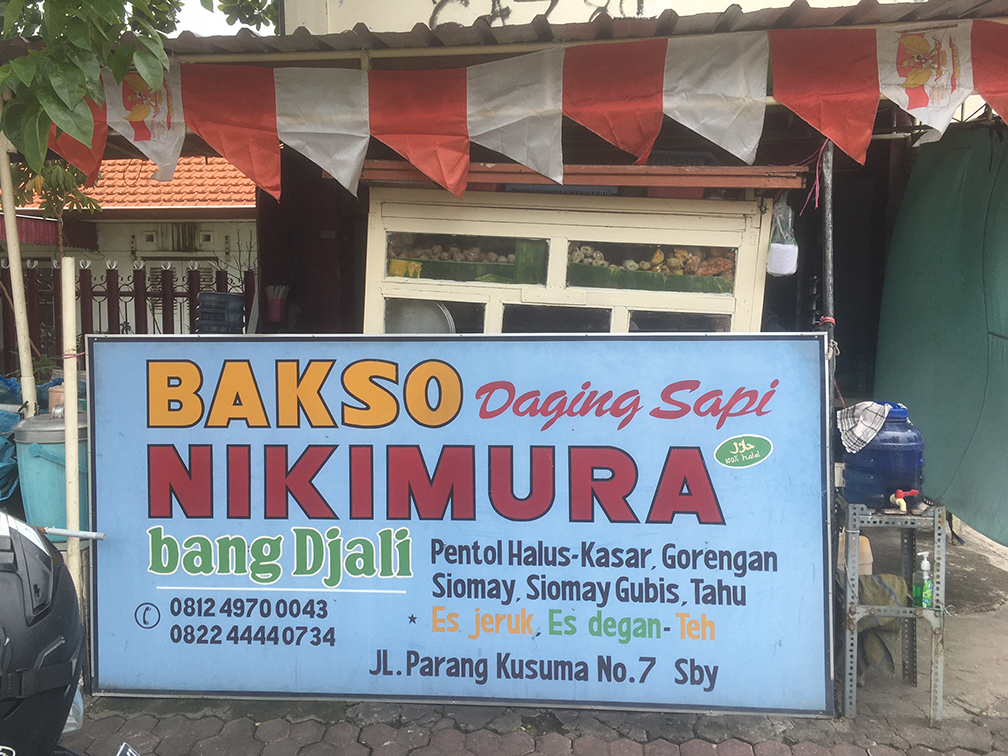 BAKSO Daging Sapi
NIKIMURA
حلال
100% halal
bang Djali
Pentol Halus-Kasar, Gorengan
Siomay, Siomay Gubis, Tahu
Es jeruk, Es degan-Teh
0812 4970 0043
0822 4444 0734
JL. Parang Kusuma No.7 Sby